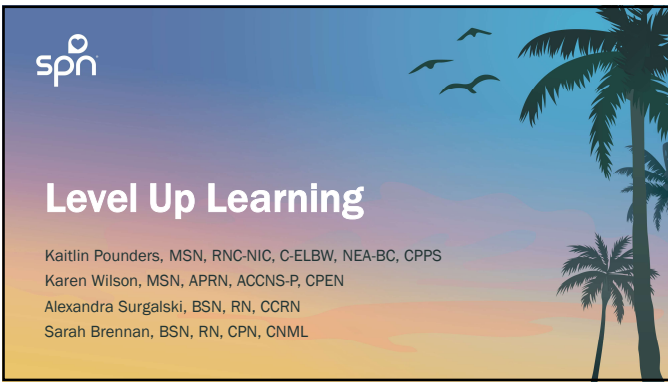 spn
Level Up Learning
Kaitlin Pounders, MSN, RNC-NIC, C-ELBW, NEA-BC, CPPS
Karen Wilson, MSN, APRN, ACCNS-P, CPEN
Alexandra Surgalski, BSN, RN, CCRN
Sarah Brennan, BSN, RN, CPN, CNML